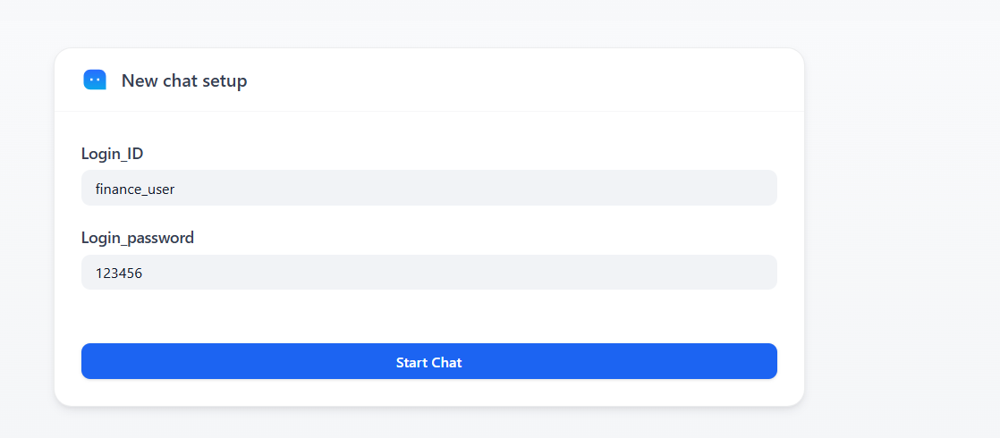 New chat setup
Login_ID
finance_user
Login_password
123456
Start Chat